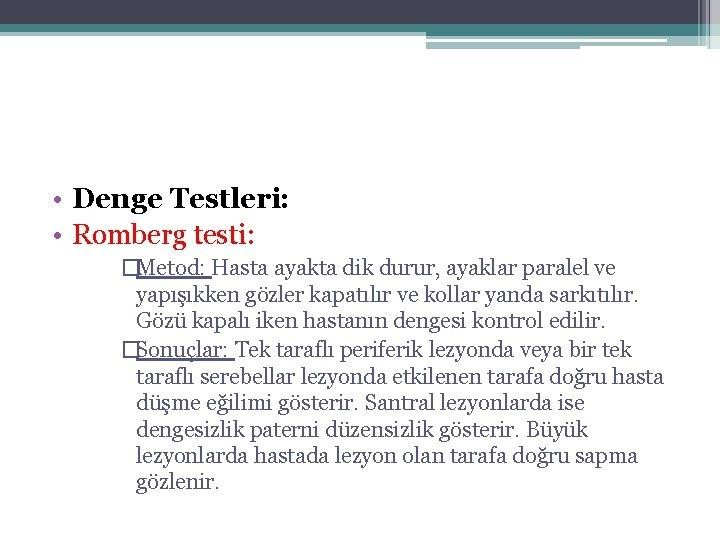 • Denge Testleri:
• Romberg testi:
�Metod: Hasta ayakta dik durur, ayaklar paralel ve
yapışıkken gözler kapatılır ve kollar yanda sarkıtılır.
Gözü kapalı iken hastanın dengesi kontrol edilir.
�Sonuçlar: Tek taraflı periferik lezyonda veya bir tek
taraflı serebellar lezyonda etkilenen tarafa doğru hasta
düşme eğilimi gösterir. Santral lezyonlarda ise
dengesizlik paterni düzensizlik gösterir. Büyük
lezyonlarda hastada lezyon olan tarafa doğru sapma
gözlenir.